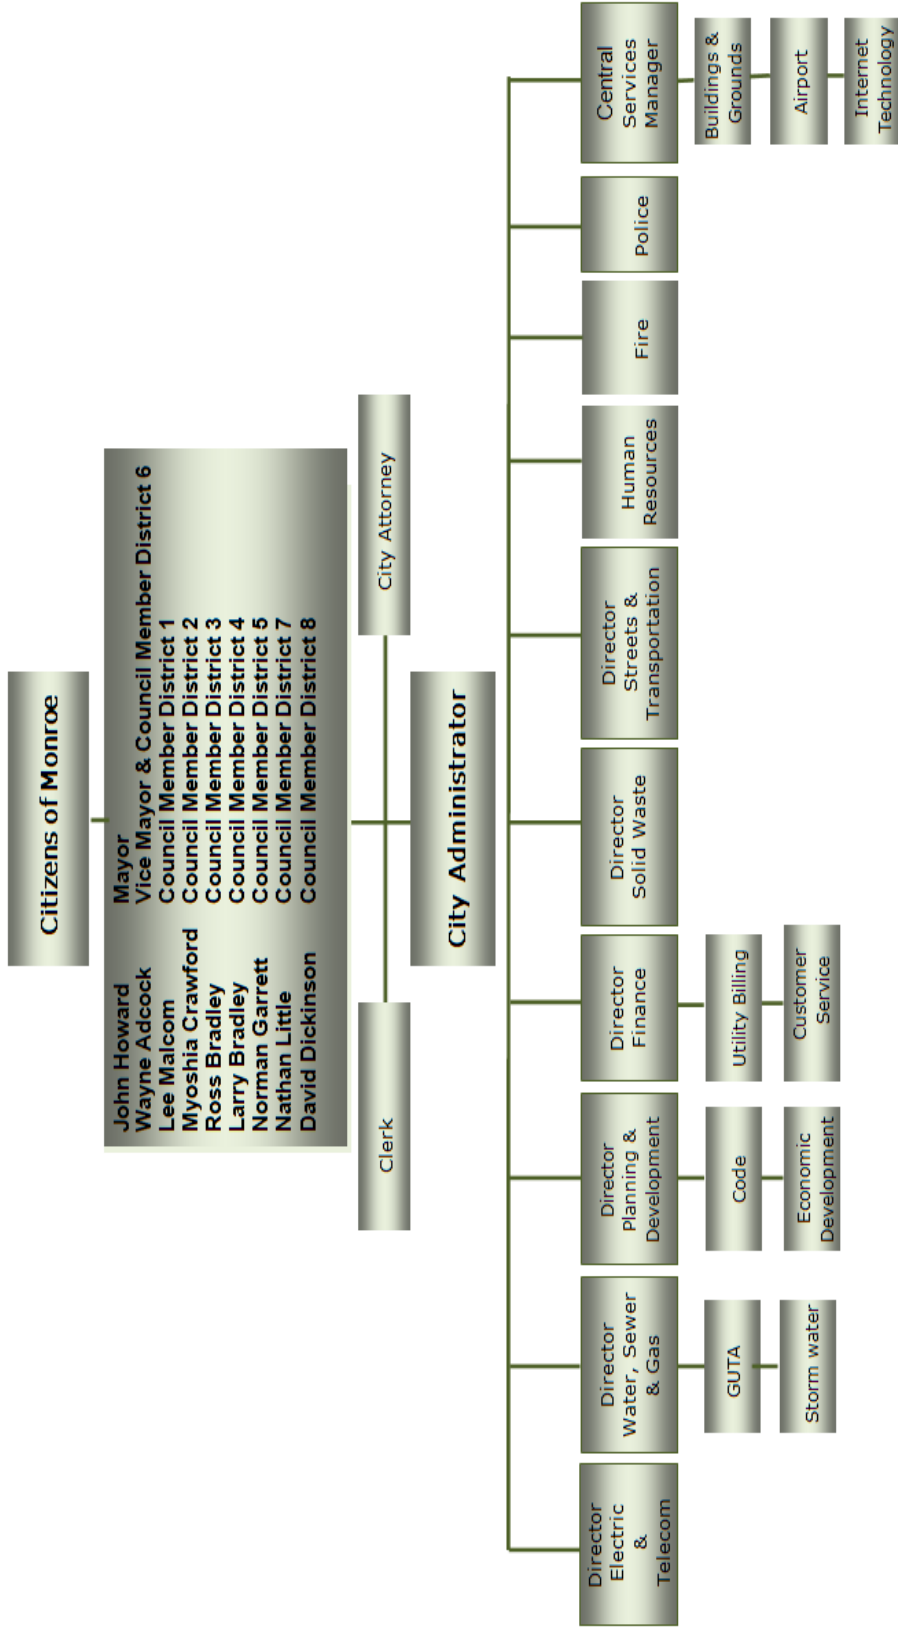 Citizens of Monroe
John Howard Mayor
Wayne Adcock Vice Mayor & Council Member District 6
Lee Malcom Council Member District 1
Myoshia Crawford Council Member District 2
Ross Bradley Council Member District 3
Larry Bradley Council Member District 4
Norman Garrett Council Member District 5
Nathan Little Council Member District 7
David Dickinson Council Member District 8
Clerk
City Attorney
City Administrator
Director
Electric
&
Telecom
Director
Water, Sewer
& Gas
Director
Planning &
Development
Director
Finance
Director
Solid Waste
Director
Streets &
Transportation
Human
Resources
Fire
Police
Central
Services
Manager
GUTA
Storm water
Code
Economic
Development
Utility Billing
Customer
Service
Buildings &
Grounds
Airport
Internet
Technology